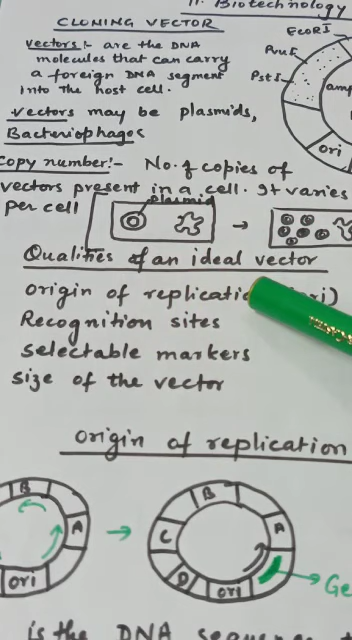 11. Biotechnology
CLONING VECTOR
Vectors:- are the DNA
molecules that can carry
a foreign DNA segment
into the host cell.
EcoRI
PvuI
PstI
amp
ori
Vectors may be plasmids,
Bacteriophages
Copy number:- No. of copies of
vectors present in a cell. It varies
per cell
plasmid
Qualities of an ideal vector
origin of replicatio
Recognition sites
selectable markers
size of the vector
origin of replication
B
A
ori
B
A
C
D
ori
Ge
is the DNA